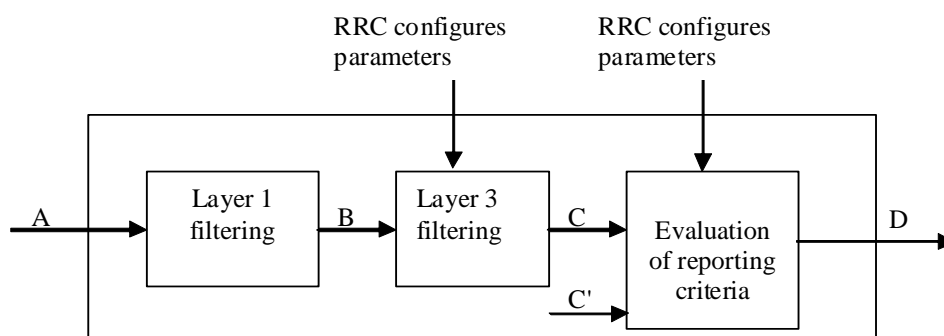 RRC configures
parameters
RRC configures
parameters
Layer 1
filtering
Layer 3
filtering
Evaluation
of reporting
criteria
A
B
C
C'
D